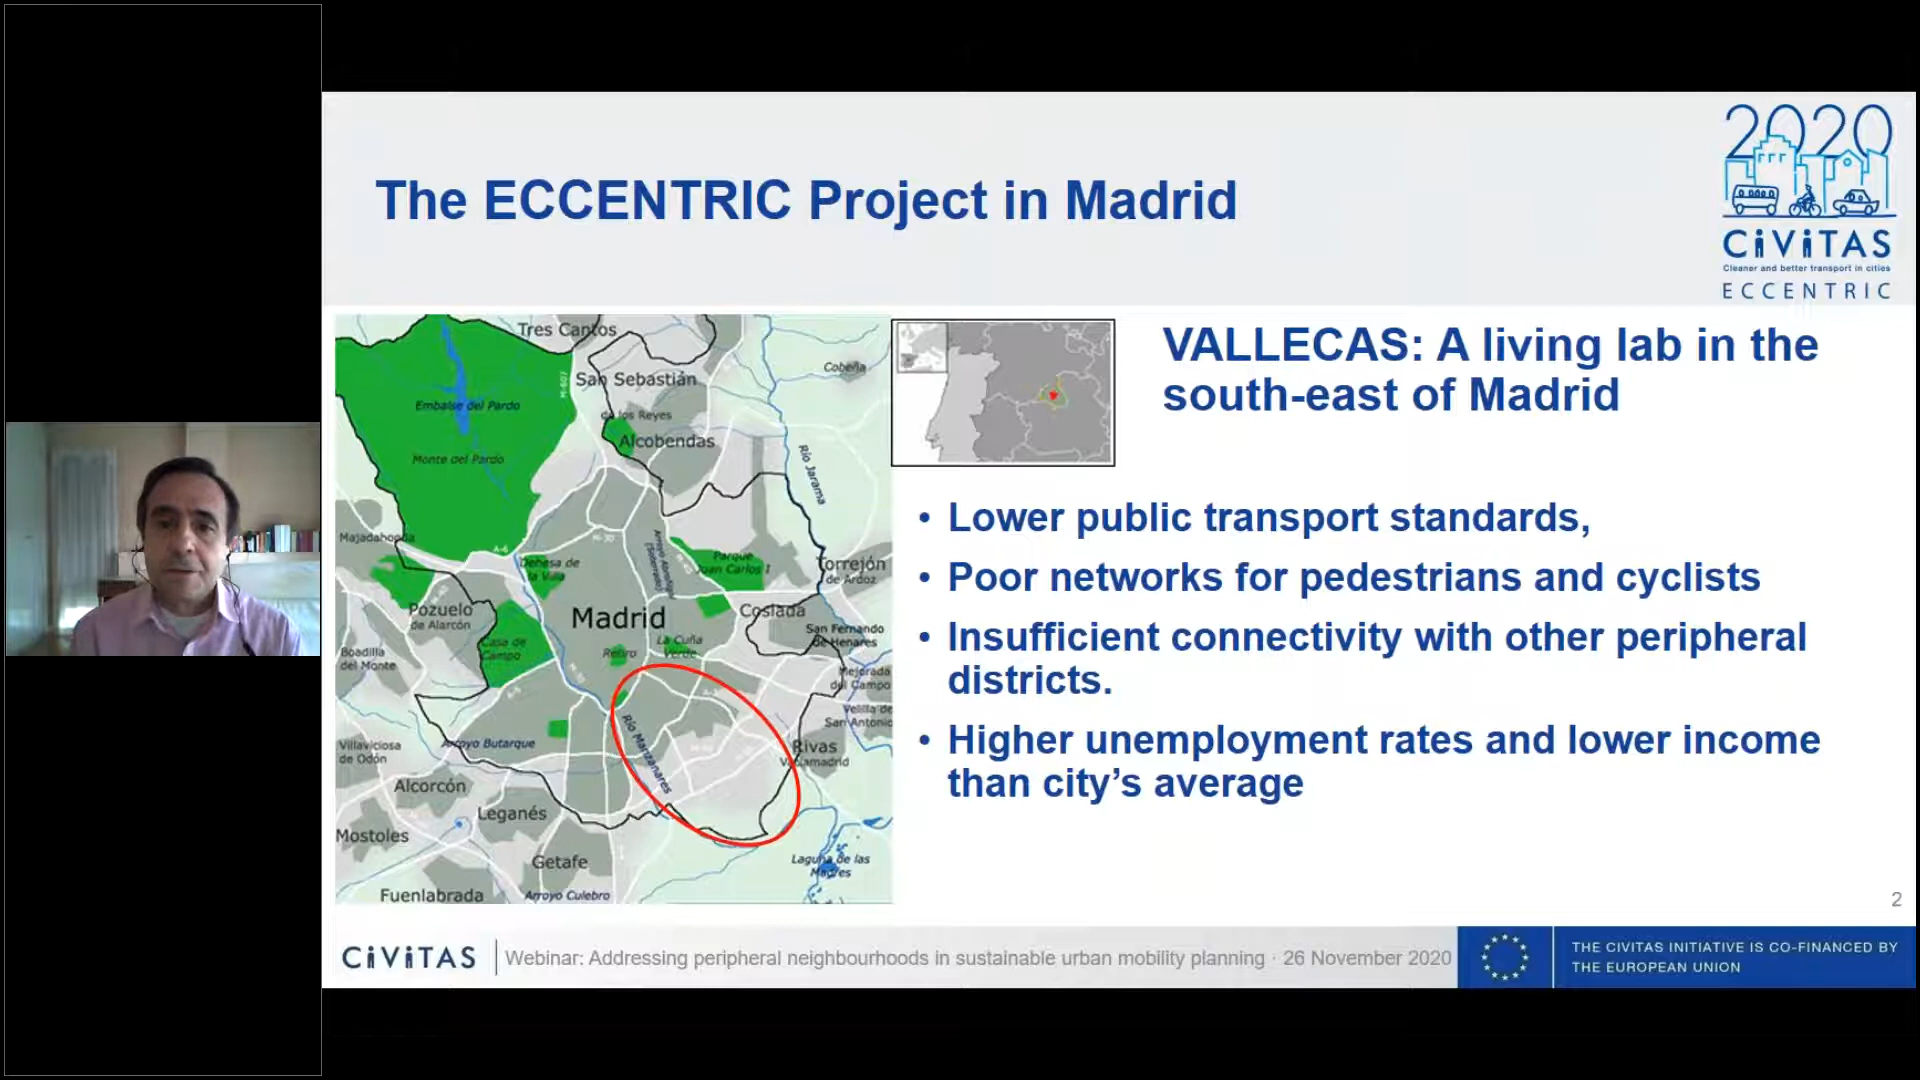 The ECCENTRIC Project in Madrid
2020
CiViTAS
Cleaner and better transport in cities
ECCENTRIC
VALLECAS: A living lab in the
south-east of Madrid
• Lower public transport standards,
• Poor networks for pedestrians and cyclists
• Insufficient connectivity with other peripheral
districts.
• Higher unemployment rates and lower income
than city's average
Tres Cantos
M-607
San Sebastián
de los Reyes
Cobeña
Embalse del Pardo
Alcobendas
Monte del Pardo
Río Jarama
Majadahonda
A-6
M-30
Dehesa de
la Villa
Parque
Juan Carlos I
Torrejón
de Ardoz
Pozuelo
de Alarcón
Madrid
Coslada
San Fernando
de Henares
Casa de
Campo
Retiro
La Cuña
Verde
Boadilla
del Monte
M-30
A-5
A-3
Mejorada
del Campo
Velilla de
San Antonio
Río Manzanares
Arroyo Butarque
Rivas
Vaciamadrid
Villaviciosa
de Odón
Alcorcón
Leganés
Mostoles
Getafe
Laguna de las
Madres
Fuenlabrada
Arroyo Culebro
2
CiViTAS
Webinar: Addressing peripheral neighbourhoods in sustainable urban mobility planning · 26 November 2020
THE CIVITAS INITIATIVE IS CO-FINANCED BY
THE EUROPEAN UNION